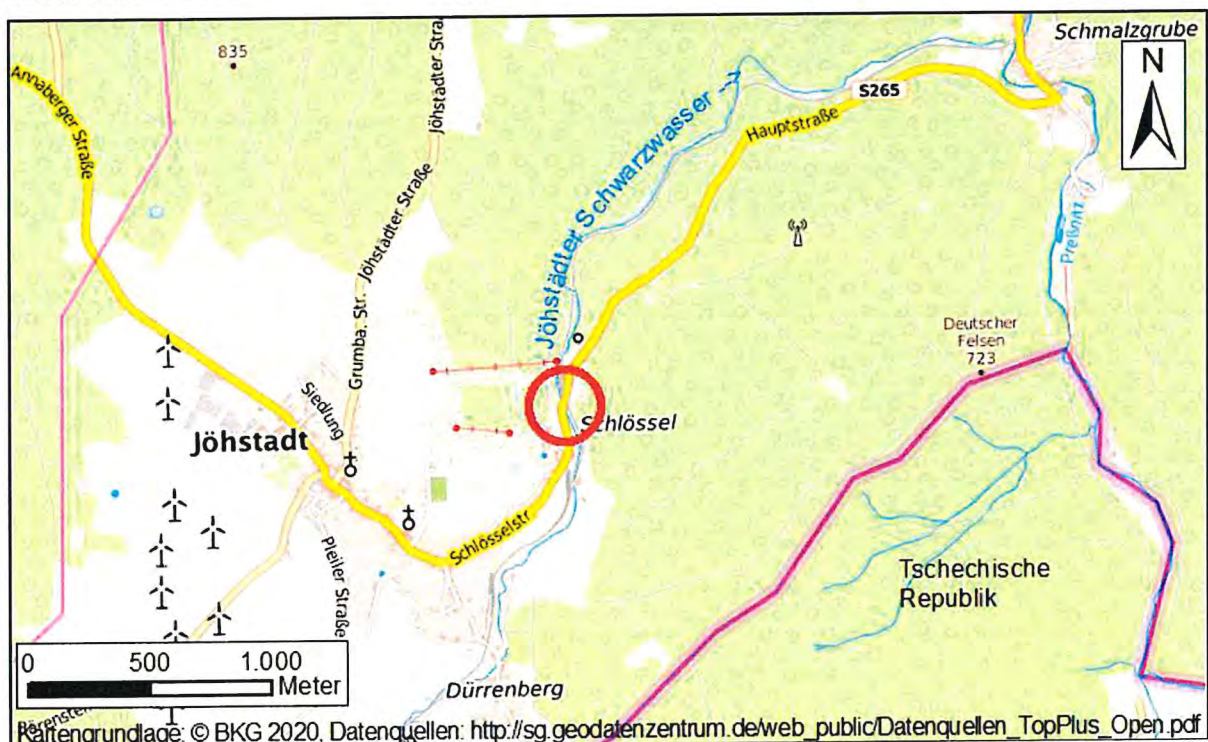 Schmalzgrube
N
835
Jöhstädter Stra
S265
Annaberger Straße
Jöhstädter Schwarzwasser -->
Hauptstraße
Grumba. Str. - Jöhstädter Straße
Preßnitz
Deutscher
Felsen
723
Siedlung
Jöhstadt
Schlössel
Schlösselstr.
Pleiler Straße
Tschechische
Republik
0 500 1.000
Meter
Dürrenberg
Kartengrundlage: © BKG 2020, Datenquellen: http://sg.geodatenzentrum.de/web_public/Datenquellen_TopPlus_Open.pdf